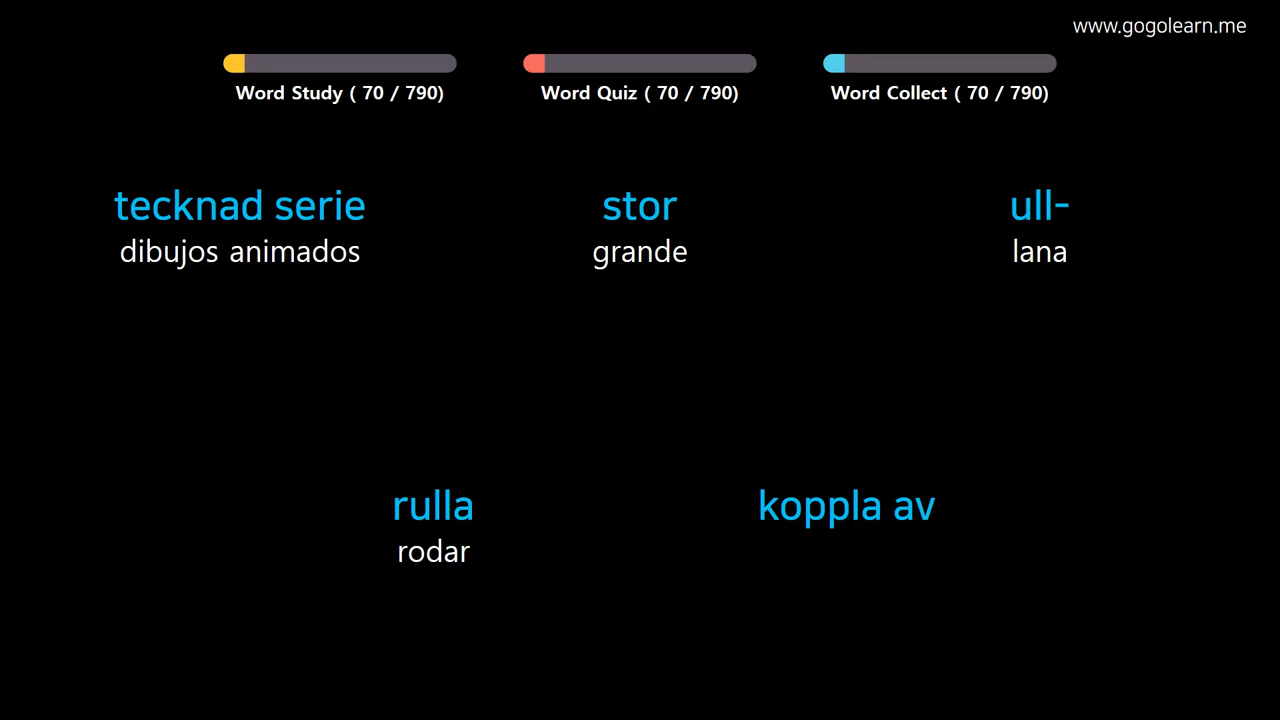 www.gogolearn.me
Word Study ( 70 / 790)
Word Quiz ( 70 / 790)
Word Collect ( 70 / 790)
tecknad serie
dibujos animados
stor
grande
ull-
lana
rulla
rodar
koppla av